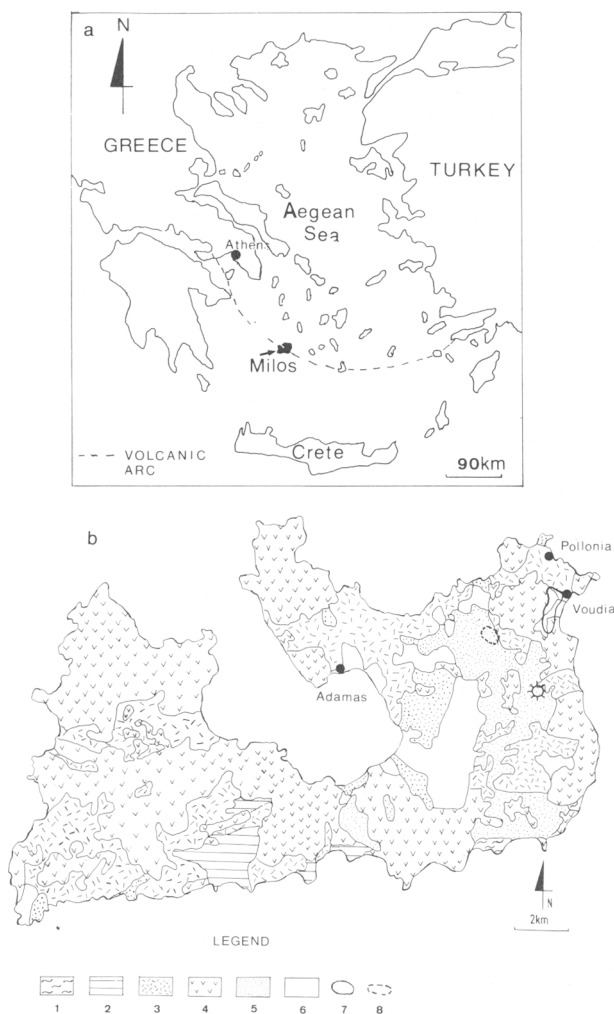 a
N
GREECE
TURKEY
Aegean
Sea
Athens
Milos
Crete
--- VOLCANIC
ARC
90km
b
Pollonia
Voudia
Adamas
N
2km
LEGEND
1 2 3 4 5 6 7 8